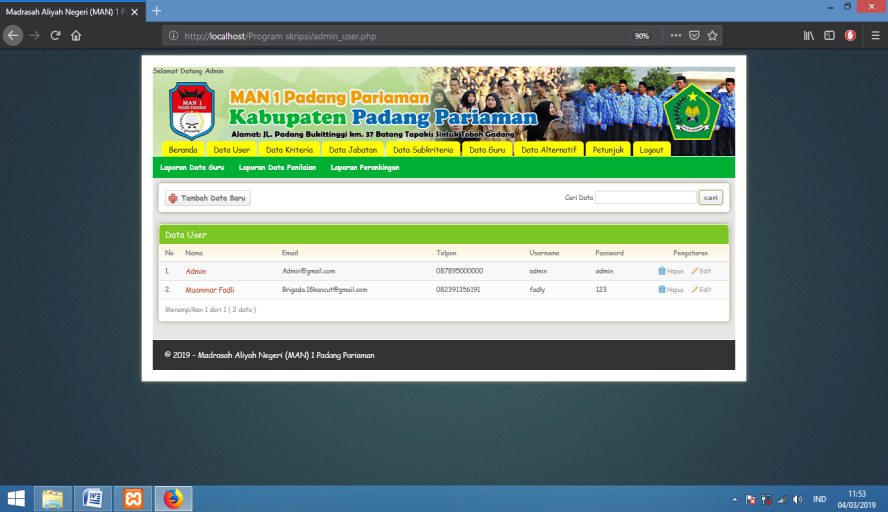 Madrasah Aliyah Negeri (MAN) 1 P
http://localhost/Program skripsi/admin_user.php
90%
Selamat Datang Admin
MAN 1
PADANG PARIAMAN
MAN 1 Padang Pariaman
Kabupaten Padang Pariaman
Alamat: JL. Padang Bukittinggi km. 37 Batang Tapakis Sintuk Toboh Gadang
Beranda Data User Data Kriteria Data Jabatan Data Subkriteria Data Guru Data Alternatif Petunjuk Logout
Laporan Data Guru Laporan Data Penilaian Laporan Perankingan
Tambah Data Baru Cari Data cari
Data User
No Nama Email Telpon Username Password Pengaturan
1. Admin Admin@gmail.com 087895000000 admin admin Hapus Edit
2. Muammar Fadli Brigada.18kancut@gmail.com 082391356191 fadly 123 Hapus Edit
Menampilkan 1 dari 1 ( 2 data )
© 2019 - Madrasah Aliyah Negeri (MAN) 1 Padang Pariaman
IND
11:53
04/03/2019